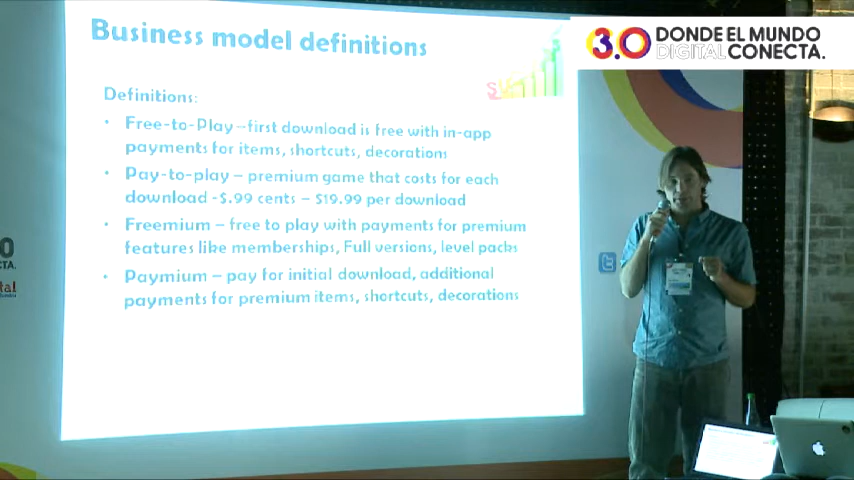 Business model definitions
3.0 DONDE EL MUNDO
DIGITAL CONECTA.
Definitions:
• Free-to-Play –first download is free with in-app
payments for items, shortcuts, decorations
• Pay-to-play – premium game that costs for each
download -$.99 cents – $19.99 per download
• Freemium – free to play with payments for premium
features like memberships, Full versions, level packs
• Paymium – pay for initial download, additional
payments for premium items, shortcuts, decorations